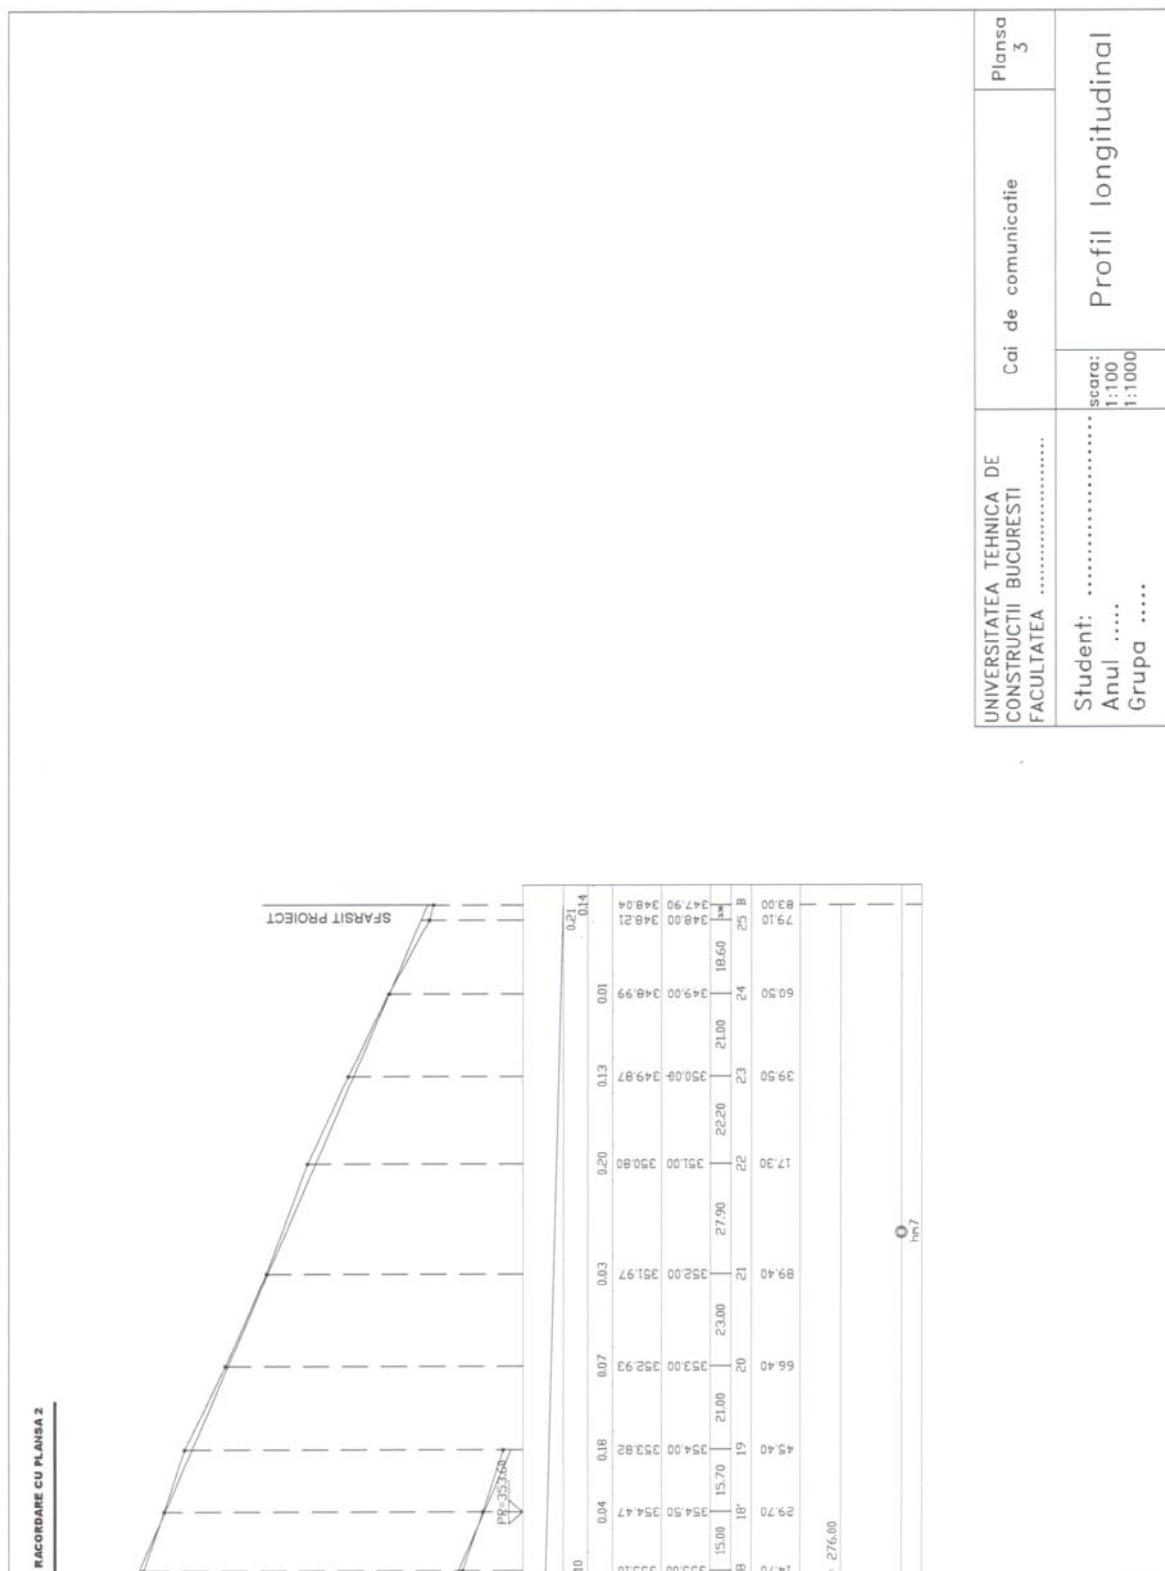 RACORDARE CU PLANSA 2
SFARSIT PROIECT
PR=353.60
0.21
10 0.04 0.18 0.07 0.03 0.20 0.13 0.01 0.14
354.47 353.82 352.93 351.97 350.80 349.87 348.99 348.21 348.04
354.50 354.00 353.00 352.00 351.00 350.00 349.00 348.00 347.90
15.00 15.70 21.00 23.00 27.90 22.20 21.00 18.60
18' 19 20 21 22 23 24 25 B
14.70 29.70 45.40 66.40 89.40 17.30 39.50 60.50 79.10 83.00
276.00
hm7
UNIVERSITATEA TEHNICA DE
CONSTRUCTII BUCURESTI
FACULTATEA ......................
Cai de comunicatie
Plansa
3
Student: ........................
Anul .....
Grupa .....
scara:
1:100
1:1000
Profil longitudinal